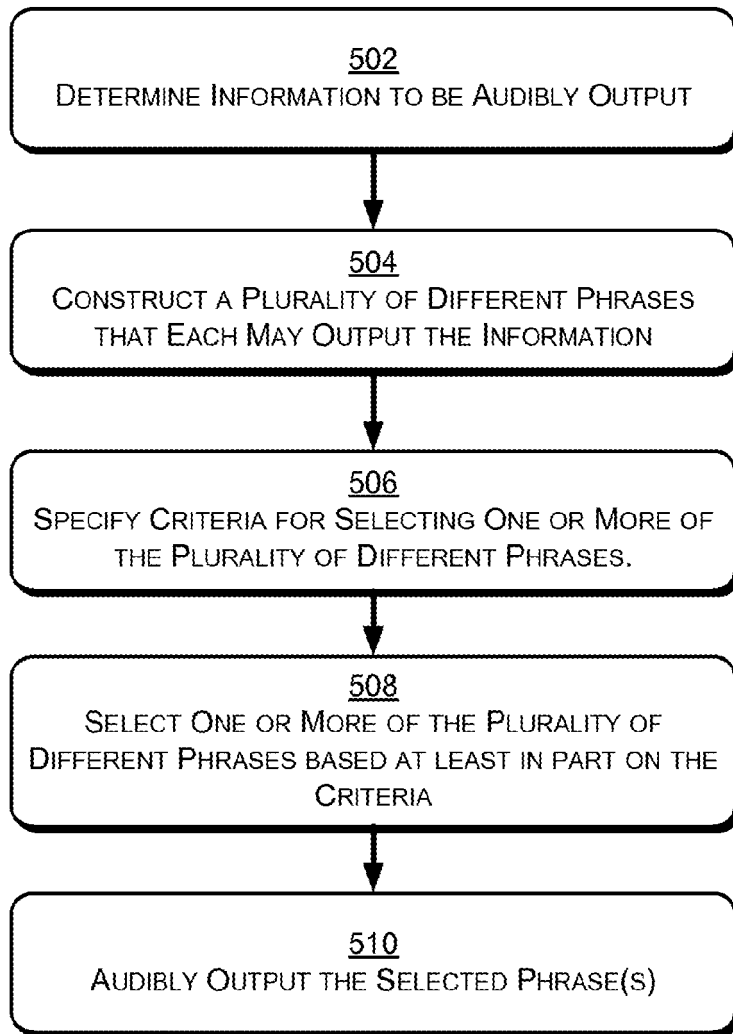 502
DETERMINE INFORMATION TO BE AUDIBLY OUTPUT
504
CONSTRUCT A PLURALITY OF DIFFERENT PHRASES
THAT EACH MAY OUTPUT THE INFORMATION
506
SPECIFY CRITERIA FOR SELECTING ONE OR MORE OF
THE PLURALITY OF DIFFERENT PHRASES.
508
SELECT ONE OR MORE OF THE PLURALITY OF
DIFFERENT PHRASES BASED AT LEAST IN PART ON THE
CRITERIA
510
AUDIBLY OUTPUT THE SELECTED PHRASE(S)